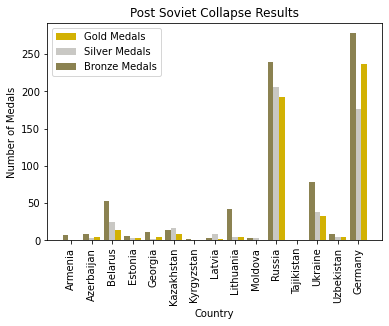 Post Soviet Collapse Results
Gold Medals
Silver Medals
Bronze Medals
Number of Medals
250
200
150
100
50
0
Armenia
Azerbaijan
Belarus
Estonia
Georgia
Kazakhstan
Kyrgyzstan
Latvia
Lithuania
Moldova
Russia
Tajikistan
Ukraine
Uzbekistan
Germany
Country